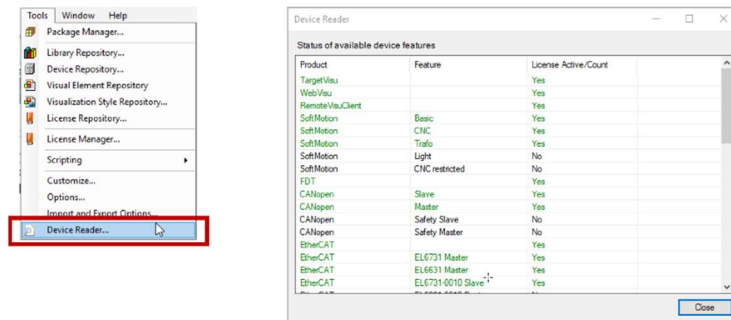 Tools Window Help
Package Manager...
Library Repository...
Device Repository...
Visual Element Repository
Visualization Style Repository...
License Repository...
License Manager...
Scripting
Customize...
Options...
Import and Export Options...
Device Reader...
Device Reader
Status of available device features
Product Feature License Active/Count
TargetVisu Yes
WebVisu Yes
RemoteVisuClient Yes
SoftMotion Basic Yes
SoftMotion CNC Yes
SoftMotion Trafo Yes
SoftMotion Light No
SoftMotion CNC restricted No
FDT Yes
CANopen Slave Yes
CANopen Master Yes
CANopen Safety Slave No
CANopen Safety Master No
EtherCAT Yes
EtherCAT EL6731 Master Yes
EtherCAT EL6631 Master Yes
EtherCAT EL6731-0010 Slave Yes
Close